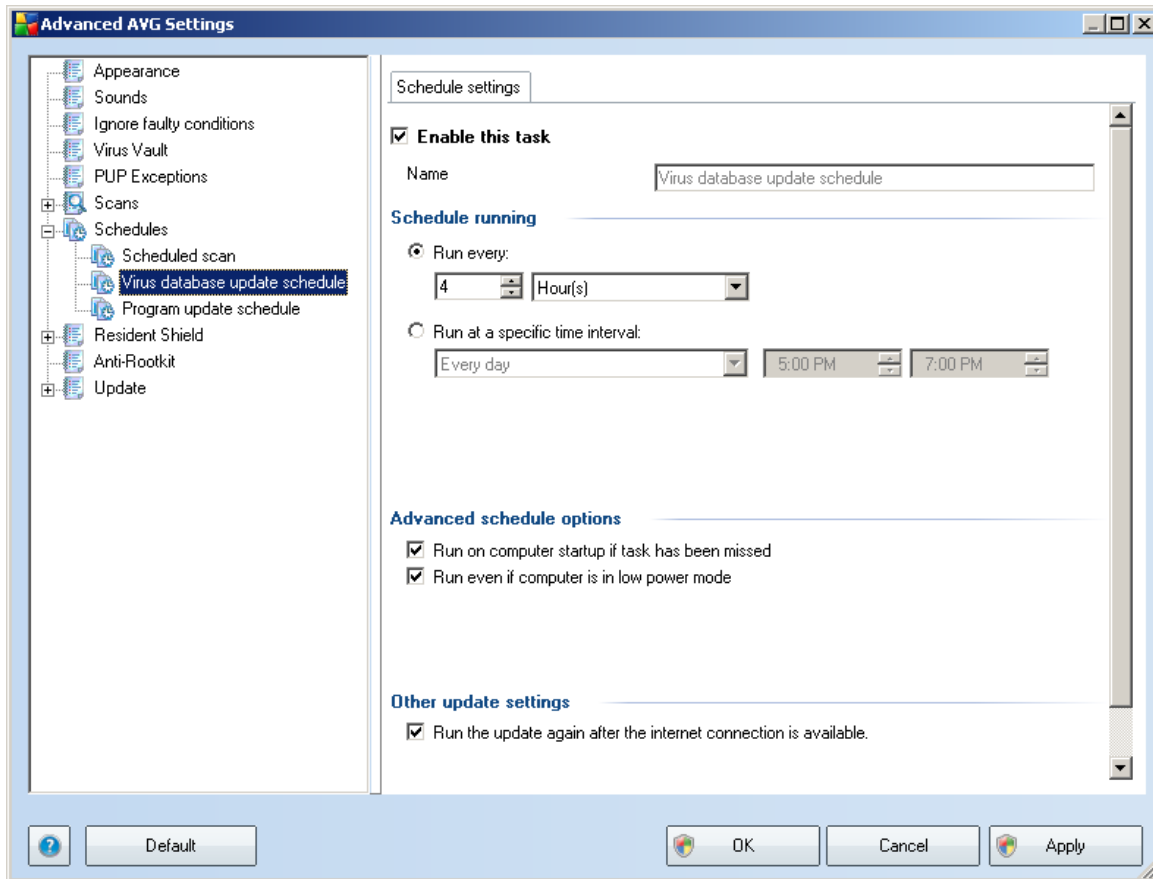 Advanced AVG Settings
Appearance
Sounds
Ignore faulty conditions
Virus Vault
PUP Exceptions
Scans
Schedules
Scheduled scan
Virus database update schedule
Program update schedule
Resident Shield
Anti-Rootkit
Update
Schedule settings
Enable this task
Name
Virus database update schedule
Schedule running
Run every:
4 Hour(s)
Run at a specific time interval:
Every day 5:00 PM 7:00 PM
Advanced schedule options
Run on computer startup if task has been missed
Run even if computer is in low power mode
Other update settings
Run the update again after the internet connection is available.
? Default OK Cancel Apply